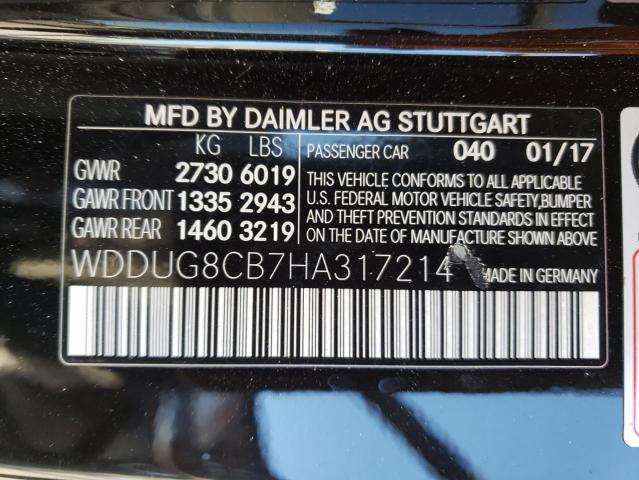 MFD BY DAIMLER AG STUTTGART
KG LBS
GWR 2730 6019
GAWR FRONT 1335 2943
GAWR REAR 1460 3219
PASSENGER CAR 040 01/17
THIS VEHICLE CONFORMS TO ALL APPLICABLE
U.S. FEDERAL MOTOR VEHICLE SAFETY,BUMPER
AND THEFT PREVENTION STANDARDS IN EFFECT
ON THE DATE OF MANUFACTURE SHOWN ABOVE
WDDUG8CB7HA317214 MADE IN GERMANY